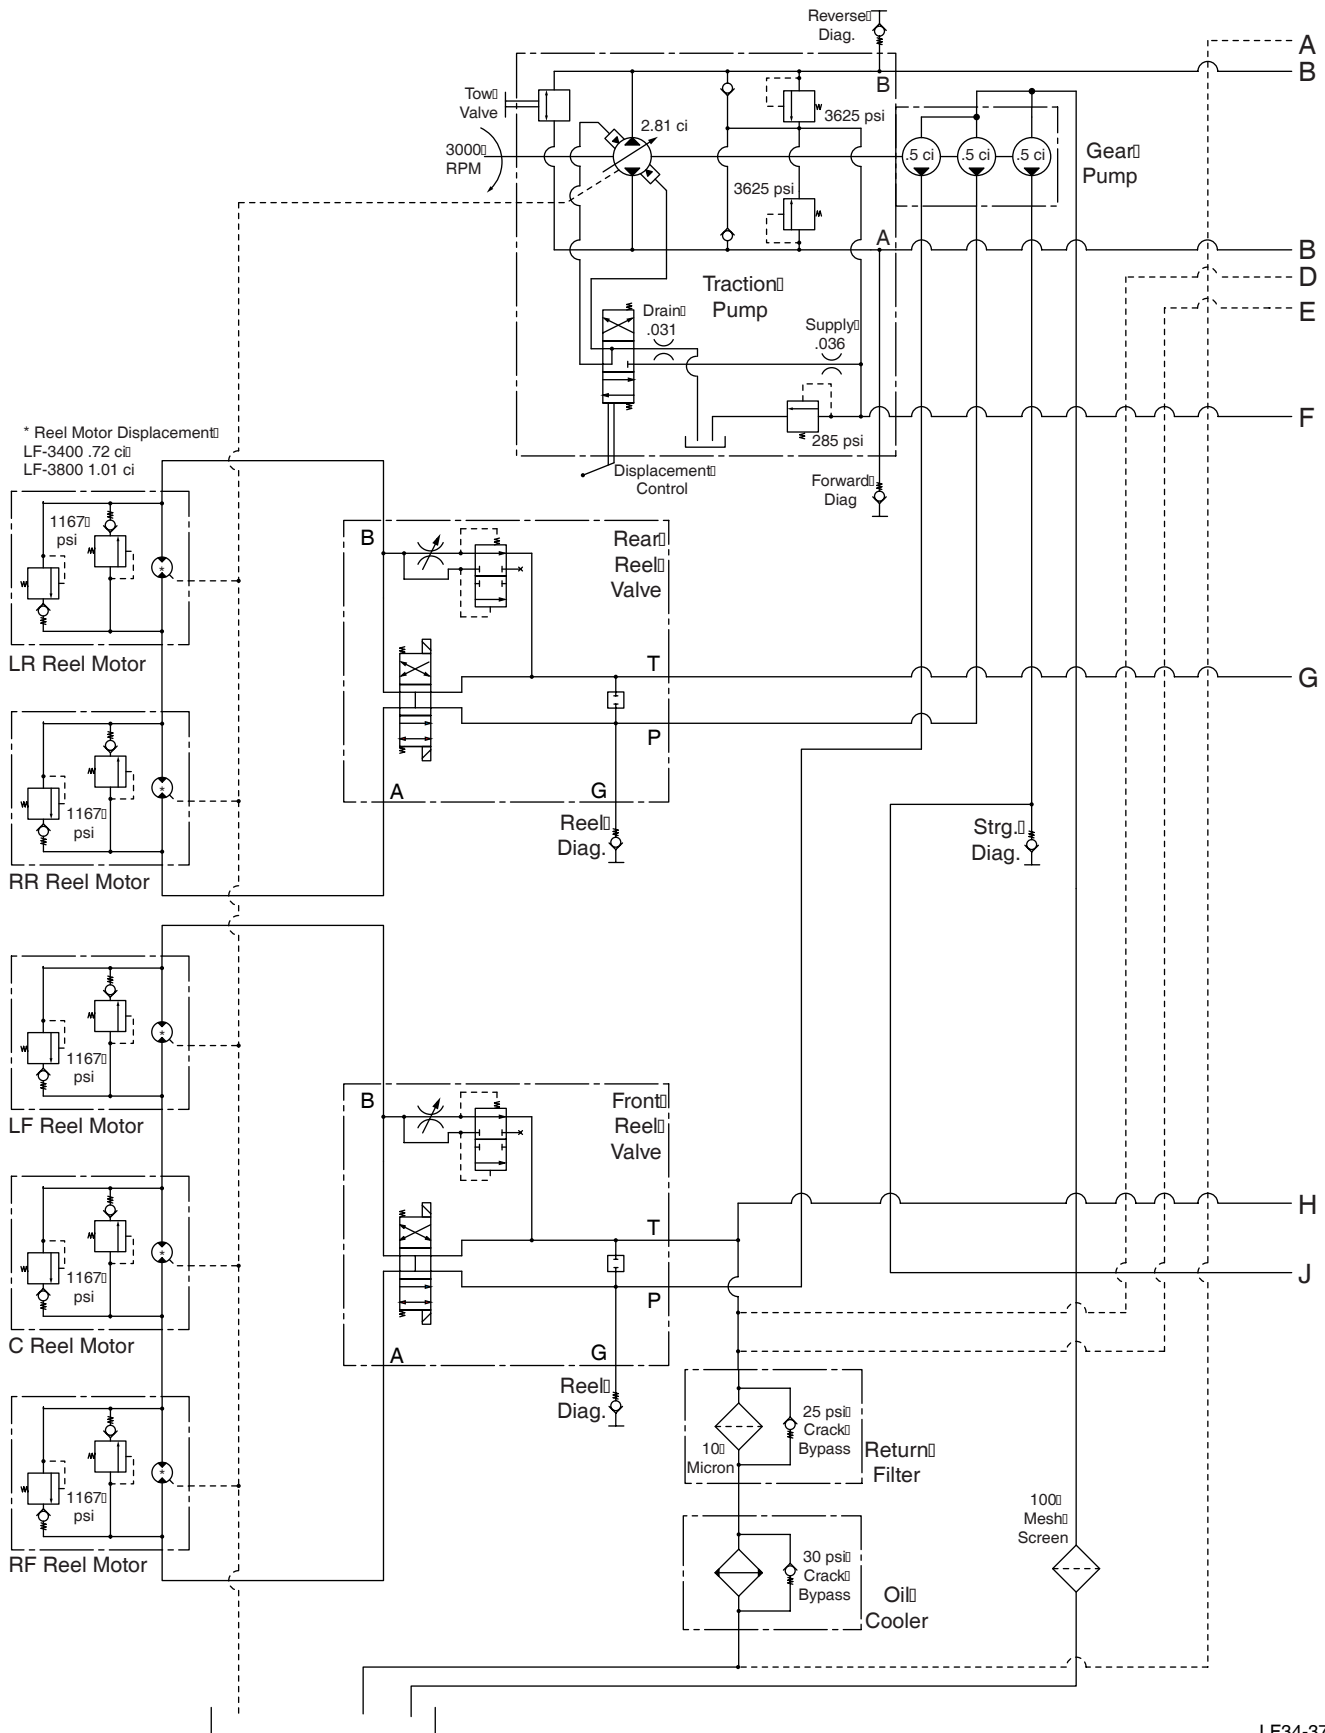 Reverse
Diag.
A
B
B
Tow
Valve
3625 psi
2.81 ci
3000
RPM
.5 ci
.5 ci
.5 ci
Gear
Pump
3625 psi
A
B
D
Traction
Pump
Drain
.031
Supply
.036
E
F
* Reel Motor Displacement
LF-3400 .72 ci
LF-3800 1.01 ci
285 psi
Displacement
Control
Forward
Diag
1167
psi
*
LR Reel Motor
B
Rear
Reel
Valve
T
G
P
A
G
Reel
Diag.
1167
psi
*
RR Reel Motor
Strg.
Diag.
1167
psi
*
LF Reel Motor
B
Front
Reel
Valve
T
H
P
J
A
G
Reel
Diag.
1167
psi
*
C Reel Motor
1167
psi
*
RF Reel Motor
10
Micron
25 psi
Crack
Bypass
Return
Filter
100
Mesh
Screen
30 psi
Crack
Bypass
Oil
Cooler